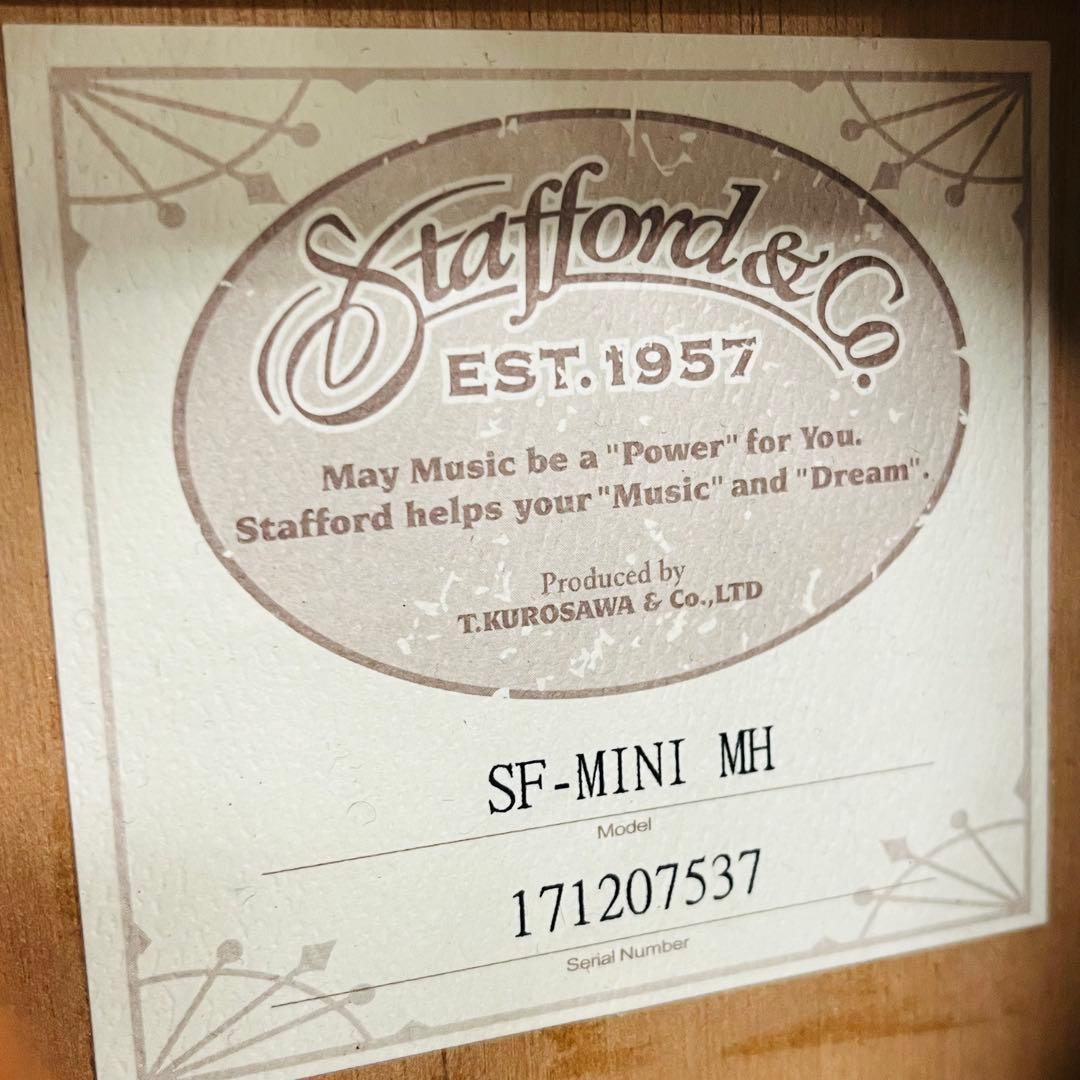 Stafford & Co.
EST. 1957
May Music be a "Power" for You.
Stafford helps your "Music" and "Dream".
Produced by
T.KUROSAWA & Co.,LTD
SF-MINI MH
Model
171207537
Serial Number